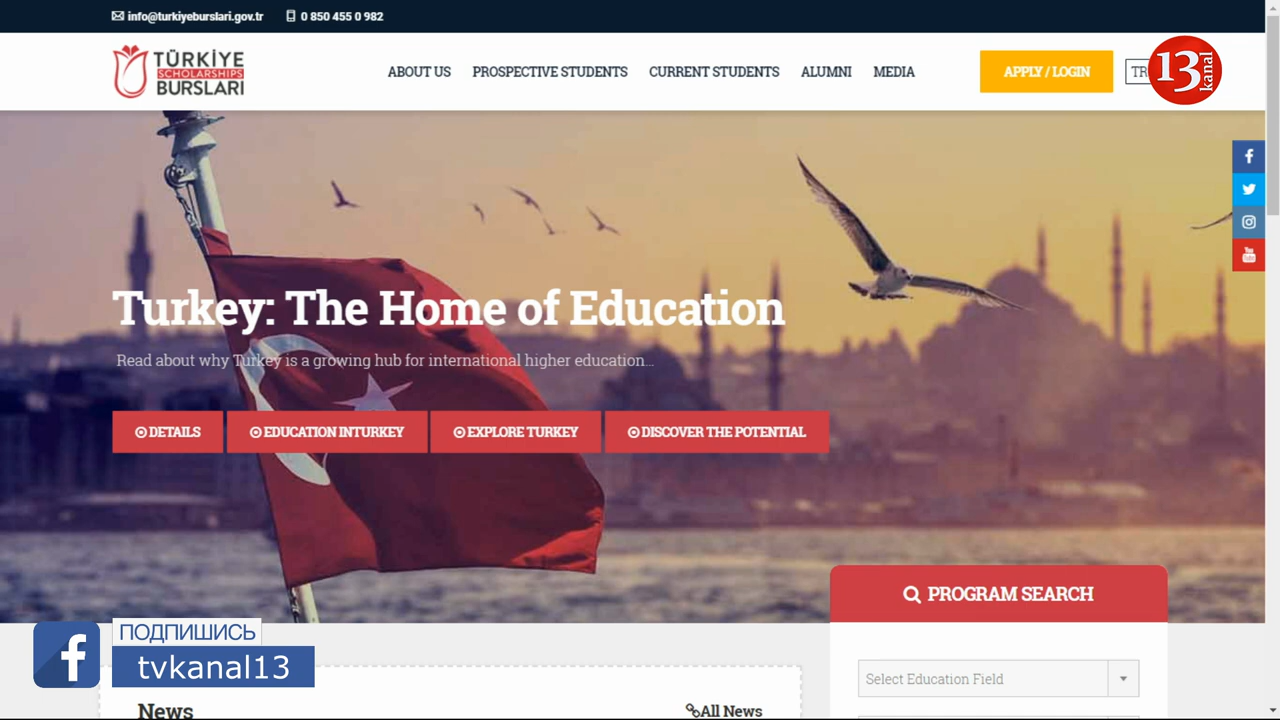 info@turkiyeburslari.gov.tr 0 850 455 0 982
TÜRKİYE
SCHOLARSHIPS
BURSLARI
ABOUT US PROSPECTIVE STUDENTS CURRENT STUDENTS ALUMNI MEDIA
APPLY / LOGIN
TR
13 kanal
Turkey: The Home of Education
Read about why Turkey is a growing hub for international higher education...
DETAILS EDUCATION INTURKEY EXPLORE TURKEY DISCOVER THE POTENTIAL
PROGRAM SEARCH
Select Education Field
ПОДПИШИСЬ
tvkanal13
News All News